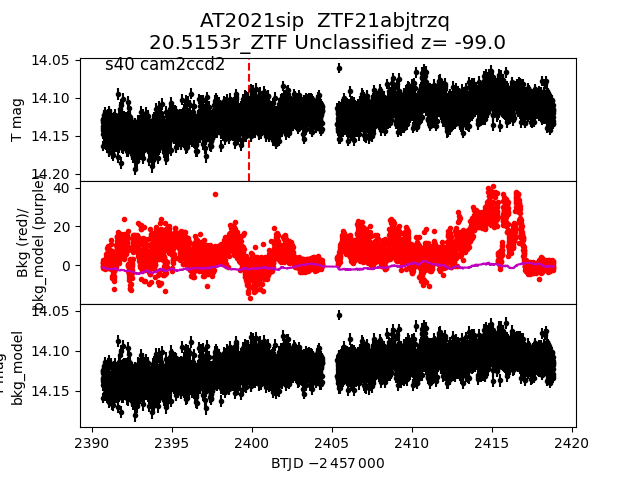 AT2021sip  ZTF21abjtrzq
20.5153r_ZTF Unclassified z= -99.0
s40 cam2ccd2
14.05
14.10
14.15
14.20
T mag
40
20
0
Bkg (red)/
bkg_model (purple)
14.05
14.10
14.15
bkg_model
2390
2395
2400
2405
2410
2415
2420
BTJD −2 457 000